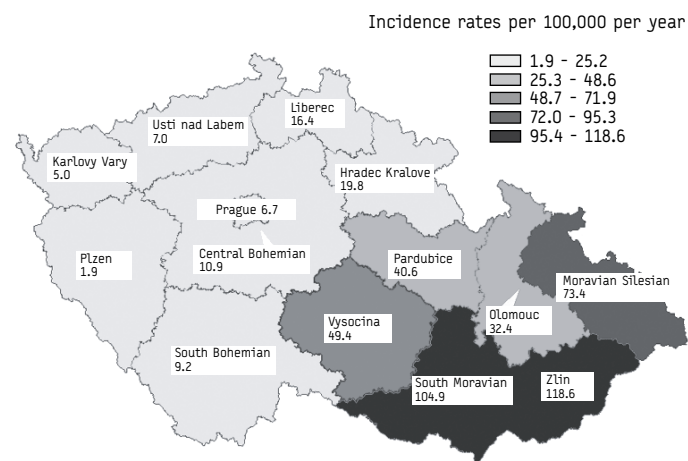 Incidence rates per 100,000 per year
1.9 - 25.2
25.3 - 48.6
48.7 - 71.9
72.0 - 95.3
95.4 - 118.6
Liberec
16.4
Usti nad Labem
7.0
Karlovy Vary
5.0
Hradec Kralove
19.8
Prague 6.7
Central Bohemian
10.9
Plzen
1.9
Pardubice
40.6
Moravian Silesian
73.4
Olomouc
32.4
Vysocina
49.4
South Bohemian
9.2
South Moravian
104.9
Zlin
118.6